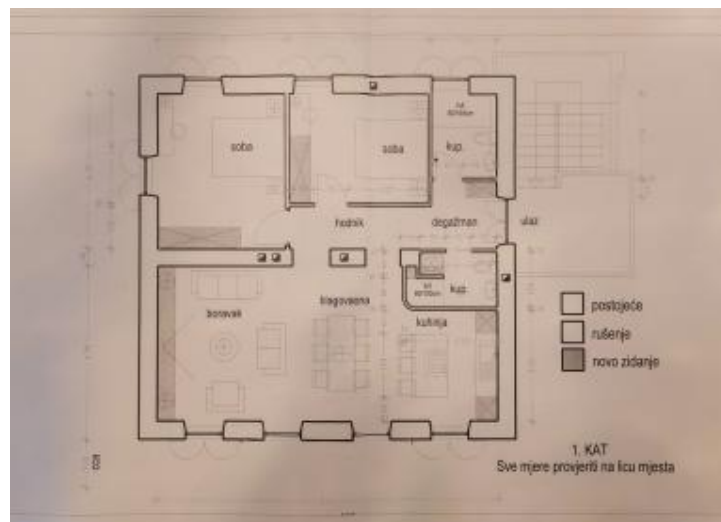 soba
soba
kup.
hodnik
degažman
ulaz
kup.
boravak
blagovaona
kuhinja
postojeće
rušenje
novo zidanje
1. KAT
Sve mjere provjeriti na licu mjesta